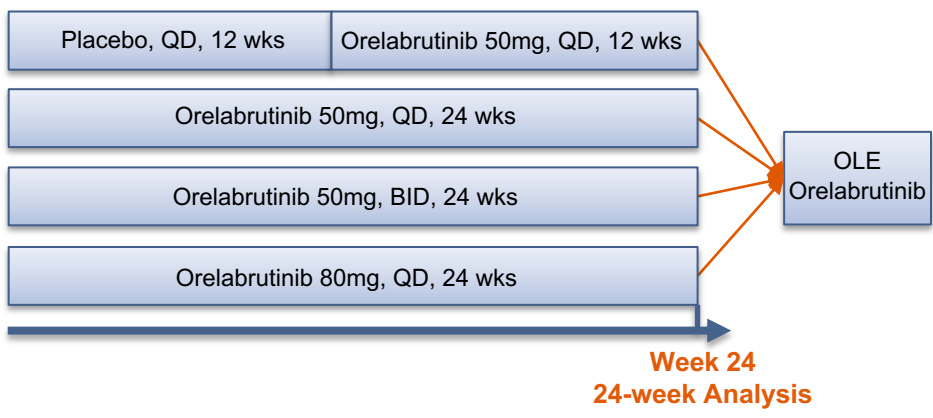 Placebo, QD, 12 wks
Orelabrutinib 50mg, QD, 12 wks
Orelabrutinib 50mg, QD, 24 wks
Orelabrutinib 50mg, BID, 24 wks
Orelabrutinib 80mg, QD, 24 wks
OLE
Orelabrutinib
Week 24
24-week Analysis